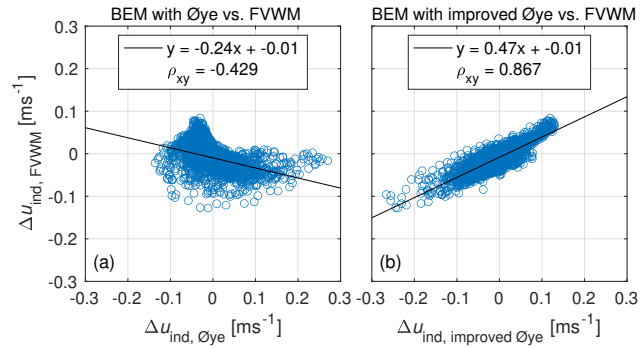 BEM with Øye vs. FVWM
y = -0.24x + -0.01
ρxy = -0.429
0.3
0.2
0.1
0
-0.1
-0.2
-0.3
Δuind, FVWM [ms-1]
(a)
-0.3 -0.2 -0.1 0 0.1 0.2 0.3
Δuind, Øye [ms-1]
BEM with improved Øye vs. FVWM
y = 0.47x + -0.01
ρxy = 0.867
(b)
-0.3 -0.2 -0.1 0 0.1 0.2 0.3
Δuind, improved Øye [ms-1]